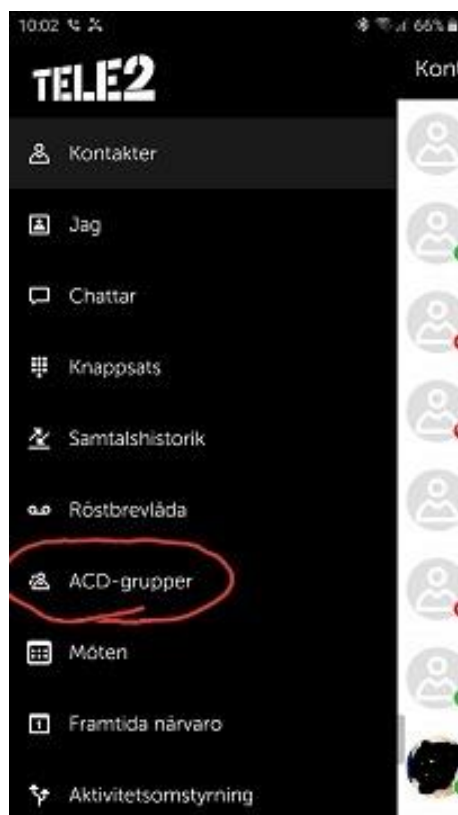 10:02 66%
TELE2
Kont
Kontakter
Jag
Chattar
Knappsats
Samtalshistorik
Röstbrevlåda
ACD-grupper
Möten
Framtida närvaro
Aktivitetsomstyrning